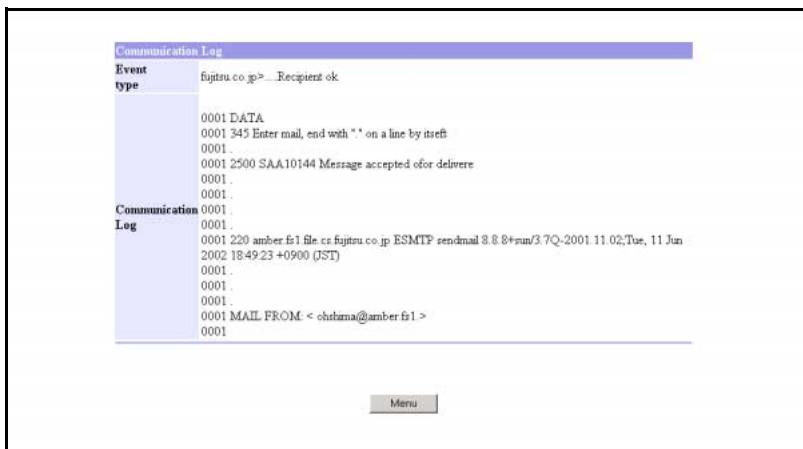 Communication Log
Event type
fujitsu.co.jp>....Recipient ok
Communication Log
0001 DATA
0001 345 Enter mail, end with "." on a line by itseft
0001 .
0001 2500 SAA10144 Message accepted ofor delivere
0001 .
0001 .
0001 .
0001 .
0001 220 amber.fs1.file.cs.fujitsu.co.jp ESMTP sendmail 8.8.8+sun/3.7Q-2001.11.02;Tue, 11 Jun
2002 18:49:23 +0900 (JST)
0001 .
0001 .
0001 .
0001 MAIL FROM: < ohshima@amber.fs1.>
0001
Menu